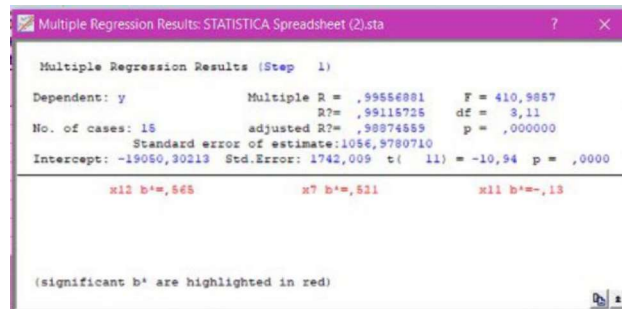 Multiple Regression Results: STATISTICA Spreadsheet (2).sta ? ×
Multiple Regression Results (Step 1)
Dependent: y Multiple R = ,99556881 F = 410,9857
R?= ,99115725 df = 3,11
No. of cases: 15 adjusted R?= ,98874559 p = ,000000
Standard error of estimate:1056,9780710
Intercept: -19050,30213 Std.Error: 1742,009 t( 11) = -10,94 p = ,0000
x12 b*=,565 x7 b*=,521 x11 b*=-,13
(significant b* are highlighted in red)